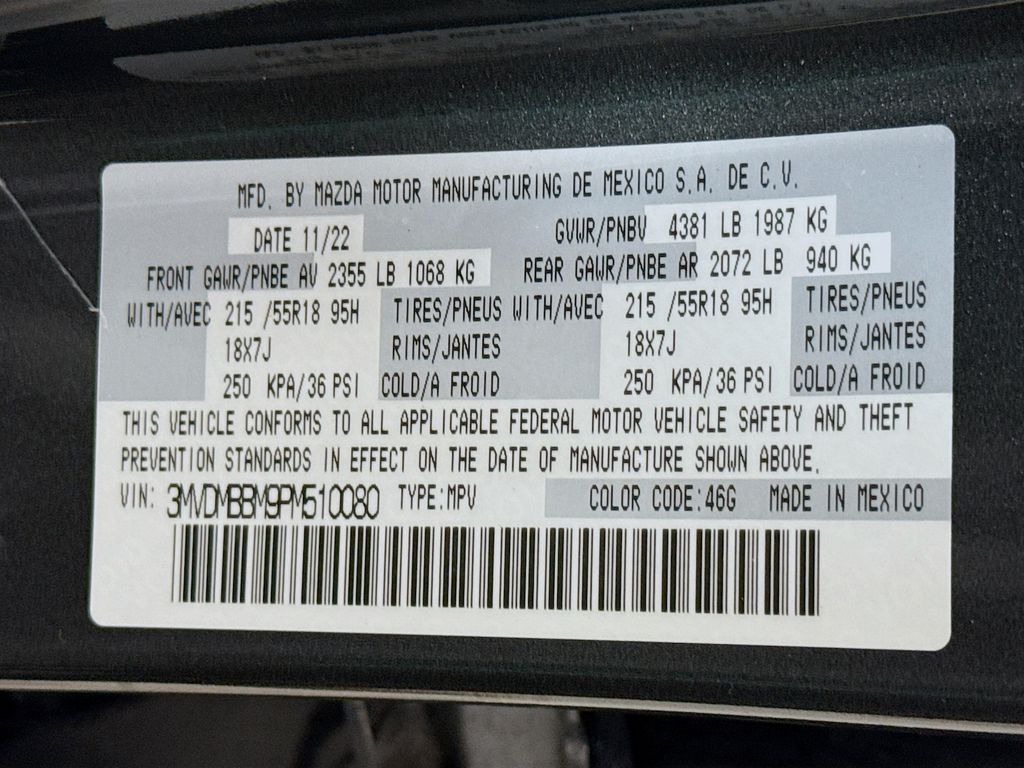 MFD. BY MAZDA MOTOR MANUFACTURING DE MEXICO S.A. DE C.V.
DATE 11/22 GVWR/PNBV 4381 LB 1987 KG
FRONT GAWR/PNBE AV 2355 LB 1068 KG REAR GAWR/PNBE AR 2072 LB 940 KG
WITH/AVEC 215 /55R18 95H TIRES/PNEUS WITH/AVEC 215 /55R18 95H TIRES/PNEUS
18X7J RIMS/JANTES 18X7J RIMS/JANTES
250 KPA/36 PSI COLD/A FROID 250 KPA/36 PSI COLD/A FROID
THIS VEHICLE CONFORMS TO ALL APPLICABLE FEDERAL MOTOR VEHICLE SAFETY AND THEFT
PREVENTION STANDARDS IN EFFECT ON THE DATE OF MANUFACTURE SHOWN ABOVE.
VIN: 3MVDMBBM9PM510080 TYPE:MPV COLOR CODE:46G MADE IN MEXICO